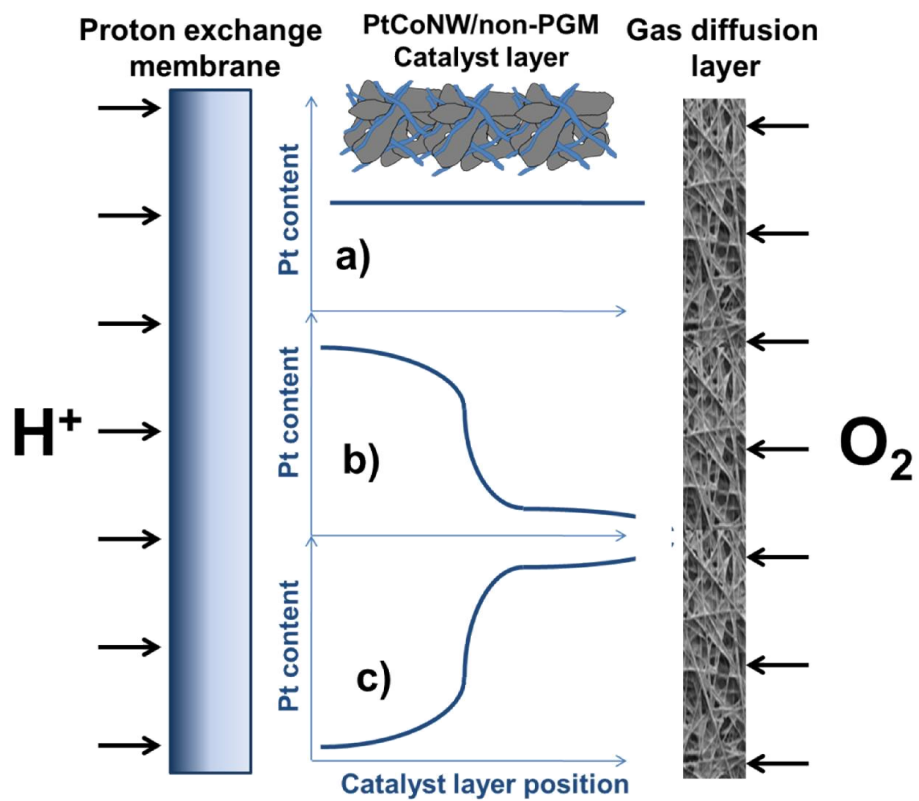 Proton exchange
membrane
PtCoNW/non-PGM
Catalyst layer
Gas diffusion
layer
Pt content
a)
Pt content
b)
Pt content
c)
H⁺
O₂
Catalyst layer position